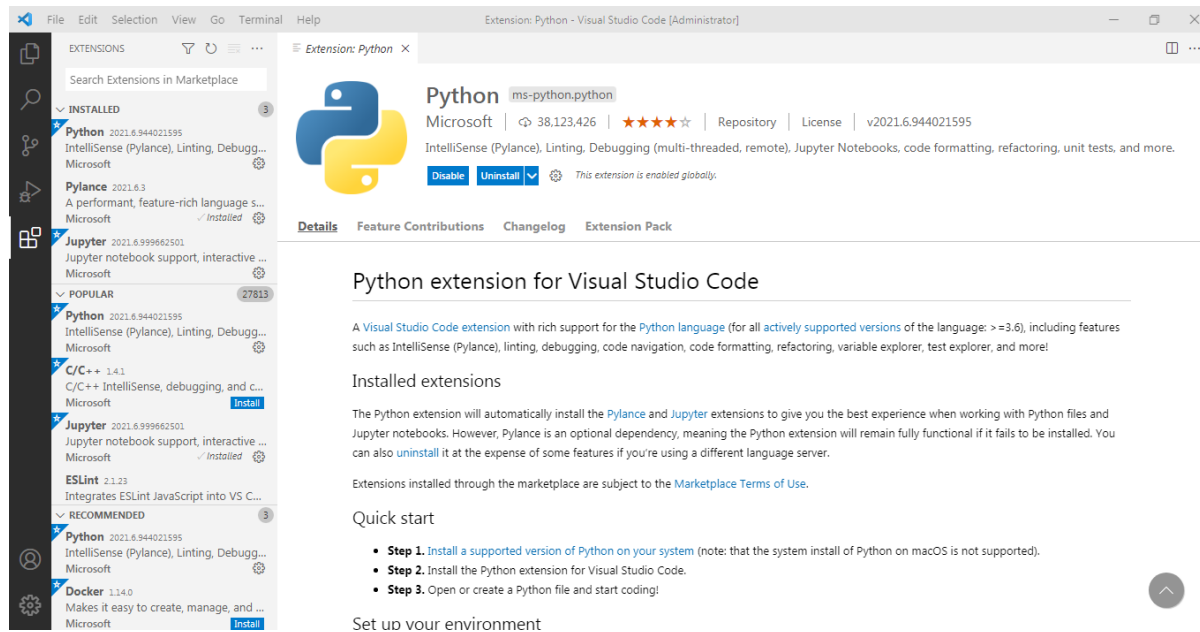 File Edit Selection View Go Terminal Help
Extension: Python - Visual Studio Code [Administrator]
EXTENSIONS
Search Extensions in Marketplace
INSTALLED 3
Python 2021.6.944021595
IntelliSense (Pylance), Linting, Debugg...
Microsoft
Pylance 2021.6.3
A performant, feature-rich language s...
Microsoft Installed
Jupyter 2021.6.999662501
Jupyter notebook support, interactive ...
Microsoft
POPULAR 27813
Python 2021.6.944021595
IntelliSense (Pylance), Linting, Debugg...
Microsoft
C/C++ 1.4.1
C/C++ IntelliSense, debugging, and c...
Microsoft Install
Jupyter 2021.6.999662501
Jupyter notebook support, interactive ...
Microsoft Installed
ESLint 2.1.23
Integrates ESLint JavaScript into VS C...
RECOMMENDED 3
Python 2021.6.944021595
IntelliSense (Pylance), Linting, Debugg...
Microsoft
Docker 1.14.0
Makes it easy to create, manage, and ...
Microsoft Install
Extension: Python
Python ms-python.python
Microsoft 38,123,426 Repository License v2021.6.944021595
IntelliSense (Pylance), Linting, Debugging (multi-threaded, remote), Jupyter Notebooks, code formatting, refactoring, unit tests, and more.
Disable Uninstall This extension is enabled globally.
Details Feature Contributions Changelog Extension Pack
Python extension for Visual Studio Code
A Visual Studio Code extension with rich support for the Python language (for all actively supported versions of the language: >=3.6), including features
such as IntelliSense (Pylance), linting, debugging, code navigation, code formatting, refactoring, variable explorer, test explorer, and more!
Installed extensions
The Python extension will automatically install the Pylance and Jupyter extensions to give you the best experience when working with Python files and
Jupyter notebooks. However, Pylance is an optional dependency, meaning the Python extension will remain fully functional if it fails to be installed. You
can also uninstall it at the expense of some features if you're using a different language server.
Extensions installed through the marketplace are subject to the Marketplace Terms of Use.
Quick start
• Step 1. Install a supported version of Python on your system (note: that the system install of Python on macOS is not supported).
• Step 2. Install the Python extension for Visual Studio Code.
• Step 3. Open or create a Python file and start coding!
Set up your environment